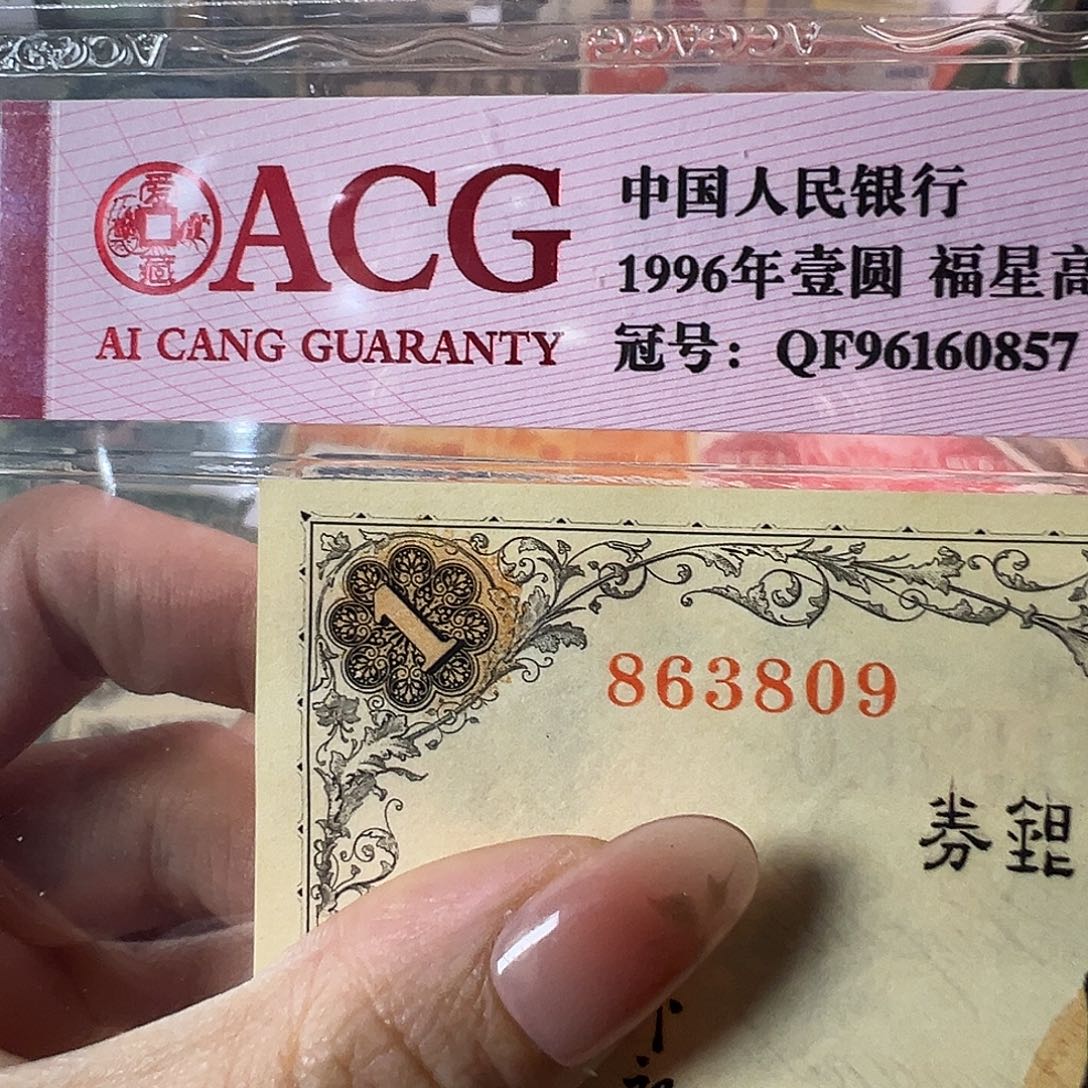 ACG
AI CANG GUARANTY
中国人民银行
1996年壹圆 福星高
冠号：QF96160857
1
863809
券銀